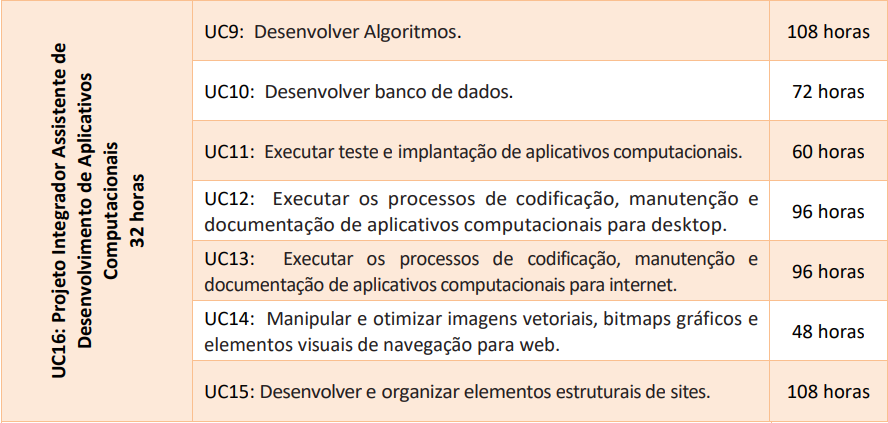 UC16: Projeto Integrador Assistente de
Desenvolvimento de Aplicativos
Computacionais
32 horas
UC9: Desenvolver Algoritmos.
108 horas
UC10: Desenvolver banco de dados.
72 horas
UC11: Executar teste e implantação de aplicativos computacionais.
60 horas
UC12: Executar os processos de codificação, manutenção e
documentação de aplicativos computacionais para desktop.
96 horas
UC13: Executar os processos de codificação, manutenção e
documentação de aplicativos computacionais para internet.
96 horas
UC14: Manipular e otimizar imagens vetoriais, bitmaps gráficos e
elementos visuais de navegação para web.
48 horas
UC15: Desenvolver e organizar elementos estruturais de sites.
108 horas